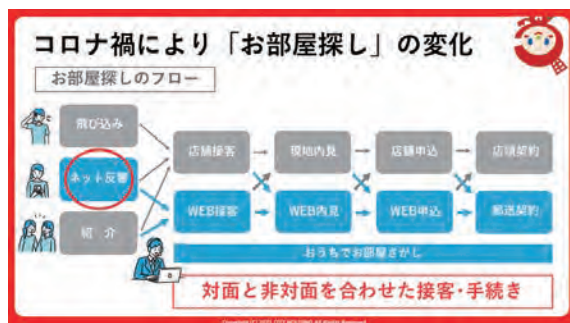 コロナ禍により「お部屋探し」の変化
お部屋探しのフロー
飛び込み
店舗接客
現地内見
店舗申込
店頭契約
ネット反響
WEB接客
WEB内見
WEB申込
郵送契約
紹 介
おうちでお部屋さがし
対面と非対面を合わせた接客・手続き